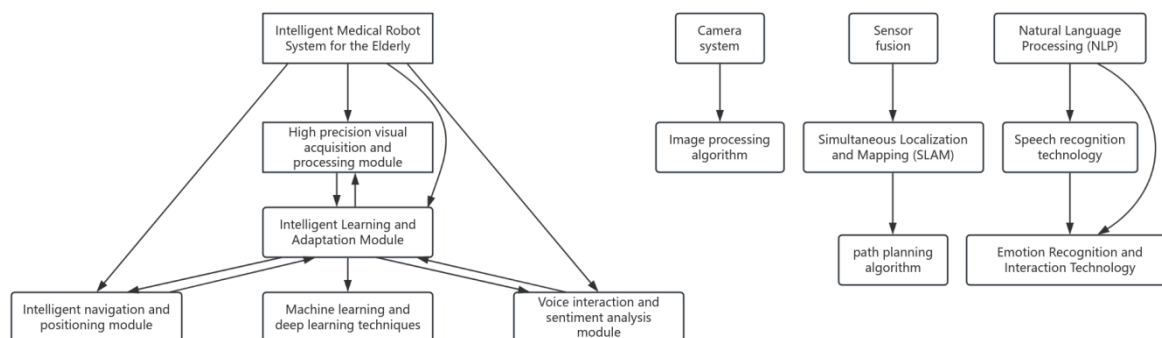 Intelligent Medical Robot
System for the Elderly
Camera
system
Sensor
fusion
Natural Language
Processing (NLP)
High precision visual
acquisition and
processing module
Image processing
algorithm
Simultaneous Localization
and Mapping (SLAM)
Speech recognition
technology
Intelligent Learning and
Adaptation Module
path planning
algorithm
Emotion Recognition and
Interaction Technology
Intelligent navigation and
positioning module
Machine learning and
deep learning techniques
Voice interaction and
sentiment analysis
module